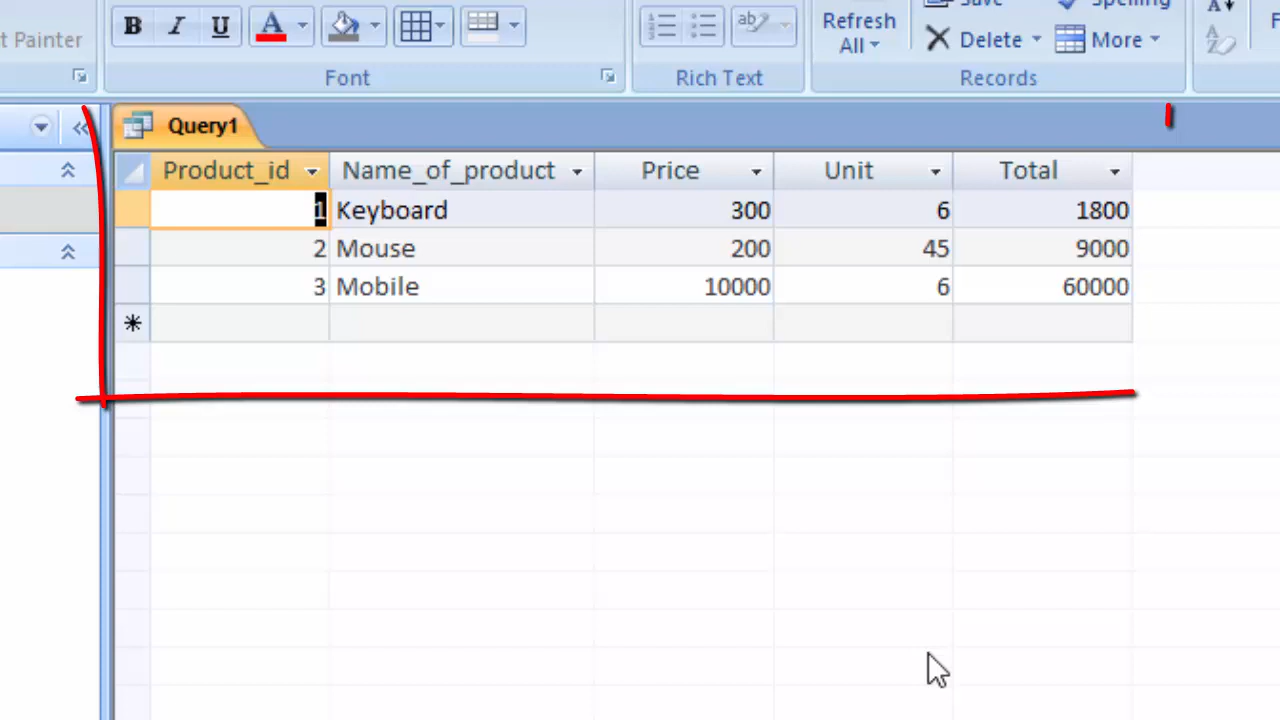 t Painter
B I U A
Font
Rich Text
ab
Refresh
All
Save
Delete
Spelling
More
Records
A
Query1
Product_id Name_of_product Price Unit Total
1 Keyboard 300 6 1800
2 Mouse 200 45 9000
3 Mobile 10000 6 60000